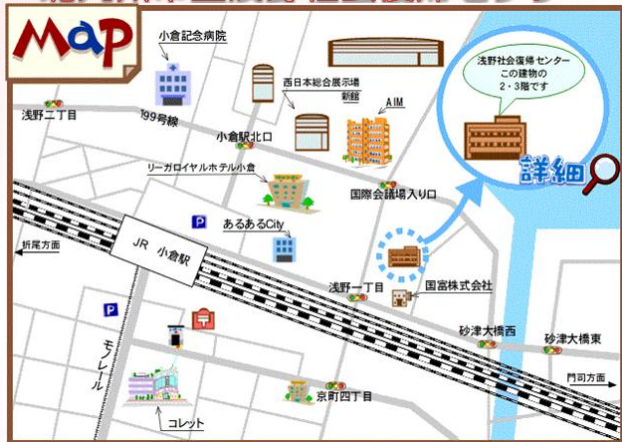 Map
小倉記念病院
西日本総合展示場
新館
AIM
浅野社会復帰センター
この建物の
2・3階です
詳細
浅野二丁目
199号線
小倉駅北口
リーガロイヤルホテル小倉
国際会議場入り口
P
あるあるCity
折尾方面
JR 小倉駅
浅野一丁目
国富株式会社
P
モノレール
砂津大橋西
砂津大橋東
門司方面
京町四丁目
コレット